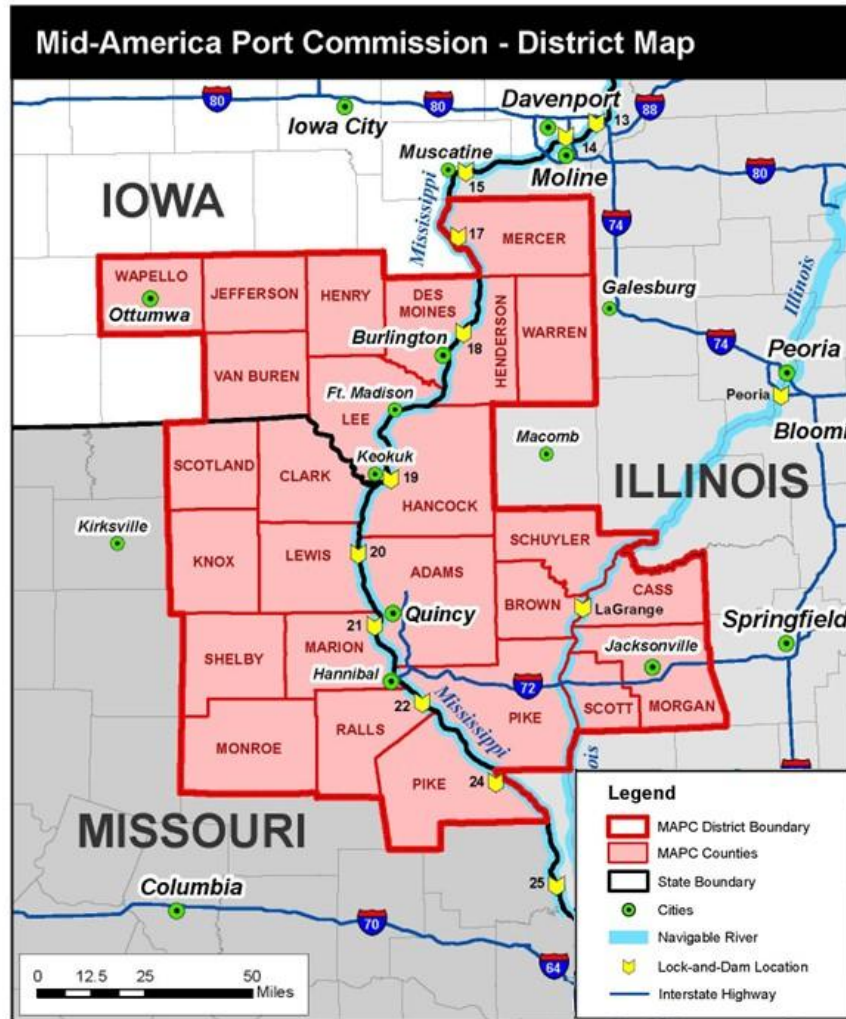 Mid-America Port Commission - District Map
80
80
88
Iowa City
Davenport
13
14
Muscatine
Moline
15
80
IOWA
Mississippi
17
MERCER
74
Illinois
WAPELLO
Ottumwa
JEFFERSON
HENRY
DES
MOINES
Galesburg
Burlington
18
HENDERSON
WARREN
74
Peoria
VAN BUREN
Peoria
Ft. Madison
LEE
Bloomi
Macomb
SCOTLAND
CLARK
Keokuk
19
ILLINOIS
HANCOCK
Kirksville
KNOX
LEWIS
20
SCHUYLER
ADAMS
CASS
BROWN
LaGrange
Quincy
21
Springfield
SHELBY
MARION
Jacksonville
Hannibal
72
22
Mississippi
PIKE
SCOTT
MORGAN
MONROE
RALLS
PIKE
24
ois
MISSOURI
25
Columbia
70
64
0 12.5 25 50
Miles
Legend
MAPC District Boundary
MAPC Counties
State Boundary
Cities
Navigable River
Lock-and-Dam Location
Interstate Highway